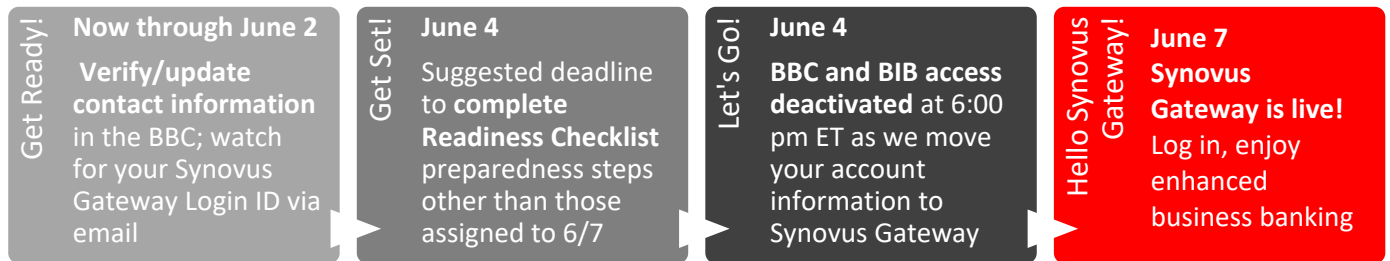 Get Ready!
Now through June 2
Verify/update
contact information
in the BBC; watch
for your Synovus
Gateway Login ID via
email
Get Set!
June 4
Suggested deadline
to complete
Readiness Checklist
preparedness steps
other than those
assigned to 6/7
Let's Go!
June 4
BBC and BIB access
deactivated at 6:00
pm ET as we move
your account
information to
Synovus Gateway
Hello Synovus
Gateway!
June 7
Synovus
Gateway is live!
Log in, enjoy
enhanced
business banking